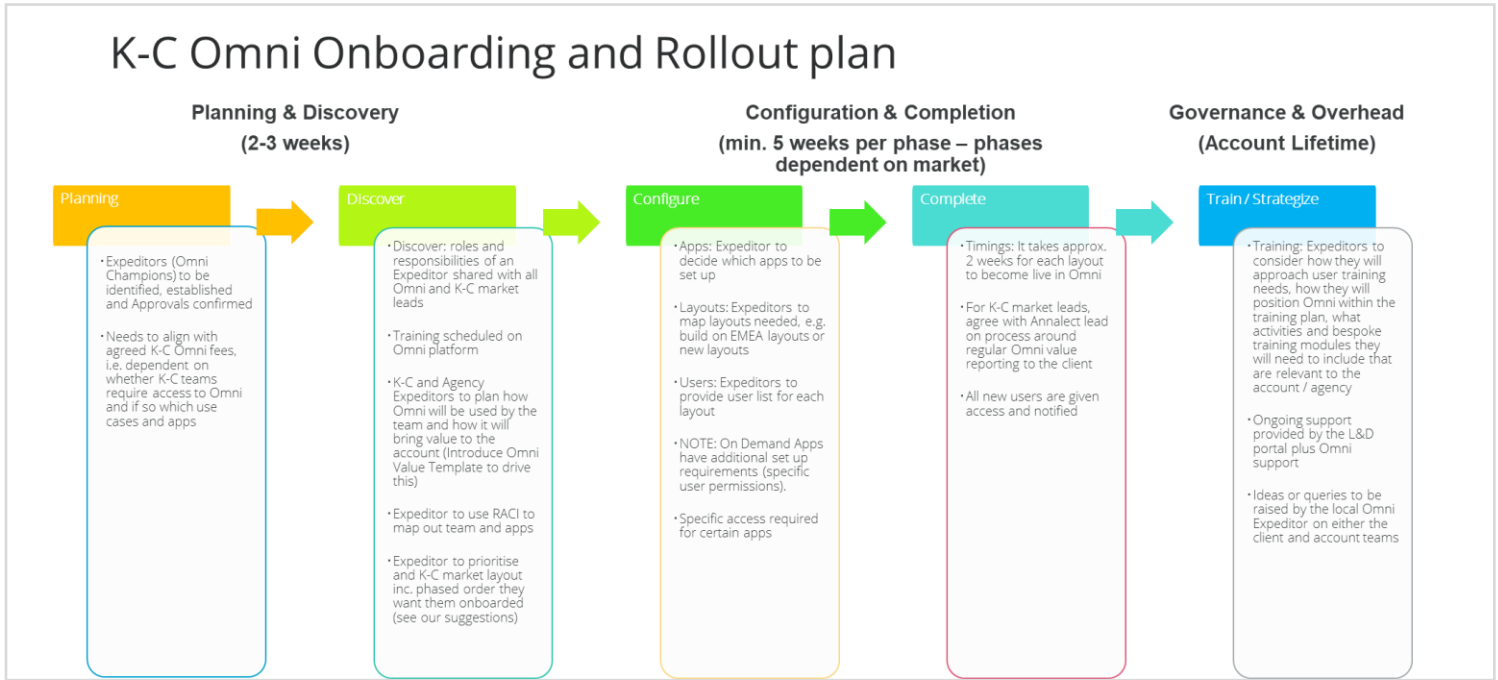 K-C Omni Onboarding and Rollout plan
Planning & Discovery
(2-3 weeks)
Configuration & Completion
(min. 5 weeks per phase – phases
dependent on market)
Governance & Overhead
(Account Lifetime)
Planning
• Expeditors (Omni
Champions) to be
identified, established
and Approvals confirmed
• Needs to align with
agreed K-C Omni fees,
i.e. dependent on
whether K-C teams
require access to Omni
and if so which use
cases and apps
Discover
• Discover: roles and
responsibilities of an
Expeditor shared with all
Omni and K-C market
leads
• Training scheduled on
Omni platform
• K-C and Agency
Expeditors to plan how
Omni will be used by the
team and how it will
bring value to the
account (Introduce Omni
Value Template to drive
this)
• Expeditor to use RACI to
map out team and apps
• Expeditor to prioritise
and K-C market layout
inc. phased order they
want them onboarded
(see our suggestions)
Configure
• Apps: Expeditor to
decide which apps to be
set up
• Layouts: Expeditors to
map layouts needed, e.g.
build on EMEA layouts or
new layouts
• Users: Expeditors to
provide user list for each
layout
• NOTE: On Demand Apps
have additional set up
requirements (specific
user permissions).
• Specific access required
for certain apps
Complete
• Timings: It takes approx.
2 weeks for each layout
to become live in Omni
• For K-C market leads,
agree with Annalect lead
on process around
regular Omni value
reporting to the client
• All new users are given
access and notified
Train / Strategize
• Training: Expeditors to
consider how they will
approach user training
needs, how they will
position Omni within the
training plan, what
activities and bespoke
training modules they
will need to include that
are relevant to the
account / agency
• Ongoing support
provided by the L&D
portal plus Omni
support
• Ideas or queries to be
raised by the local Omni
Expeditor on either the
client and account teams